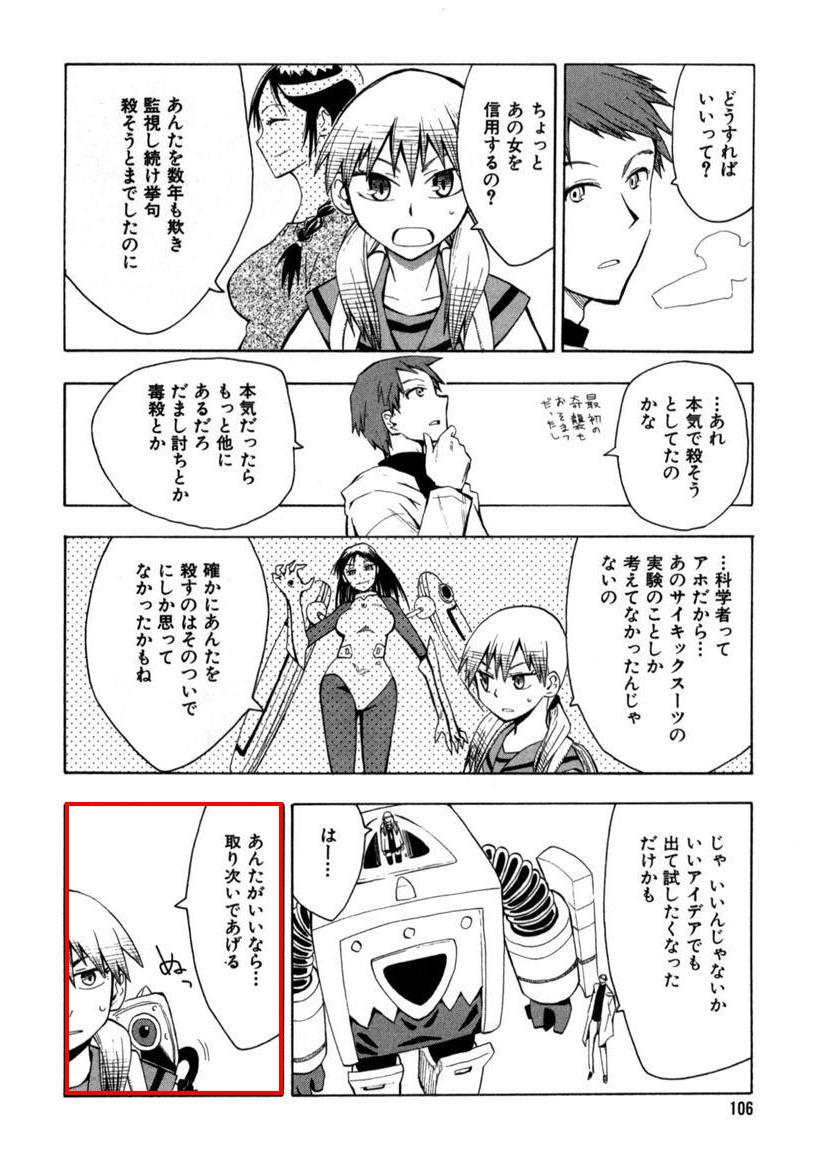 どうすれば
いいって？
ちょっと
あの女を
信用するの？
あんたを数年も欺き
監視し続け挙句
殺そうとまでしたのに
…あれ
本気で殺そう
としてたの
かな
最初の
奇襲も
おそまつ
だったし
本気だったら
もっと他に
あるだろ
だまし討ちとか
毒殺とか
…科学者って
アホだから…
あのサイキックスーツの
実験のことしか
考えてなかったんじゃ
ないの
確かにあんたを
殺すのはそのついで
にしか思って
なかったかもね
じゃ いいんじゃないか
いいアイデアでも
出て試したくなった
だけかも
はー…
あんたがいいなら…
取り次いであげる
ぬっ
106